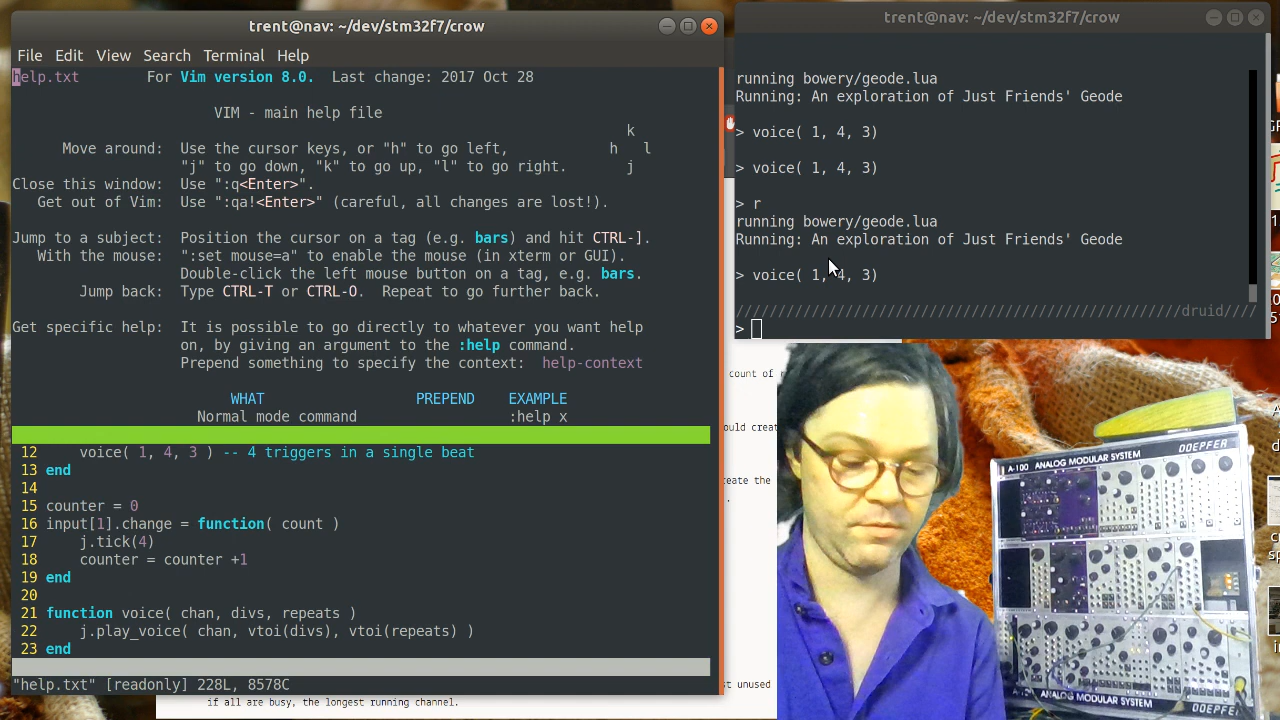 trent@nav: ~/dev/stm32f7/crow
File Edit View Search Terminal Help
help.txt For Vim version 8.0. Last change: 2017 Oct 28
VIM - main help file
k
Move around: Use the cursor keys, or "h" to go left, h l
"j" to go down, "k" to go up, "l" to go right. j
Close this window: Use ":q<Enter>".
Get out of Vim: Use ":qa!<Enter>" (careful, all changes are lost!).
Jump to a subject: Position the cursor on a tag (e.g. bars) and hit CTRL-].
With the mouse: ":set mouse=a" to enable the mouse (in xterm or GUI).
Double-click the left mouse button on a tag, e.g. bars.
Jump back: Type CTRL-T or CTRL-O. Repeat to go further back.
Get specific help: It is possible to go directly to whatever you want help
on, by giving an argument to the :help command.
Prepend something to specify the context: help-context
WHAT PREPEND EXAMPLE
Normal mode command :help x
12 voice( 1, 4, 3 ) -- 4 triggers in a single beat
13 end
14
15 counter = 0
16 input[1].change = function( count )
17 j.tick(4)
18 counter = counter +1
19 end
20
21 function voice( chan, divs, repeats )
22 j.play_voice( chan, vtoi(divs), vtoi(repeats) )
23 end
"help.txt" [readonly] 228L, 8578C
if all are busy, the longest running channel.
trent@nav: ~/dev/stm32f7/crow
running bowery/geode.lua
Running: An exploration of Just Friends' Geode
> voice( 1, 4, 3)
> voice( 1, 4, 3)
> r
running bowery/geode.lua
Running: An exploration of Just Friends' Geode
> voice( 1, 4, 3)
////////////////////////////////////////////////////druid////
>
count of
unused
A-100 ANALOG MODULAR SYSTEM DOEPFER
ANALOG MODULAR SYSTEM DOEPFER